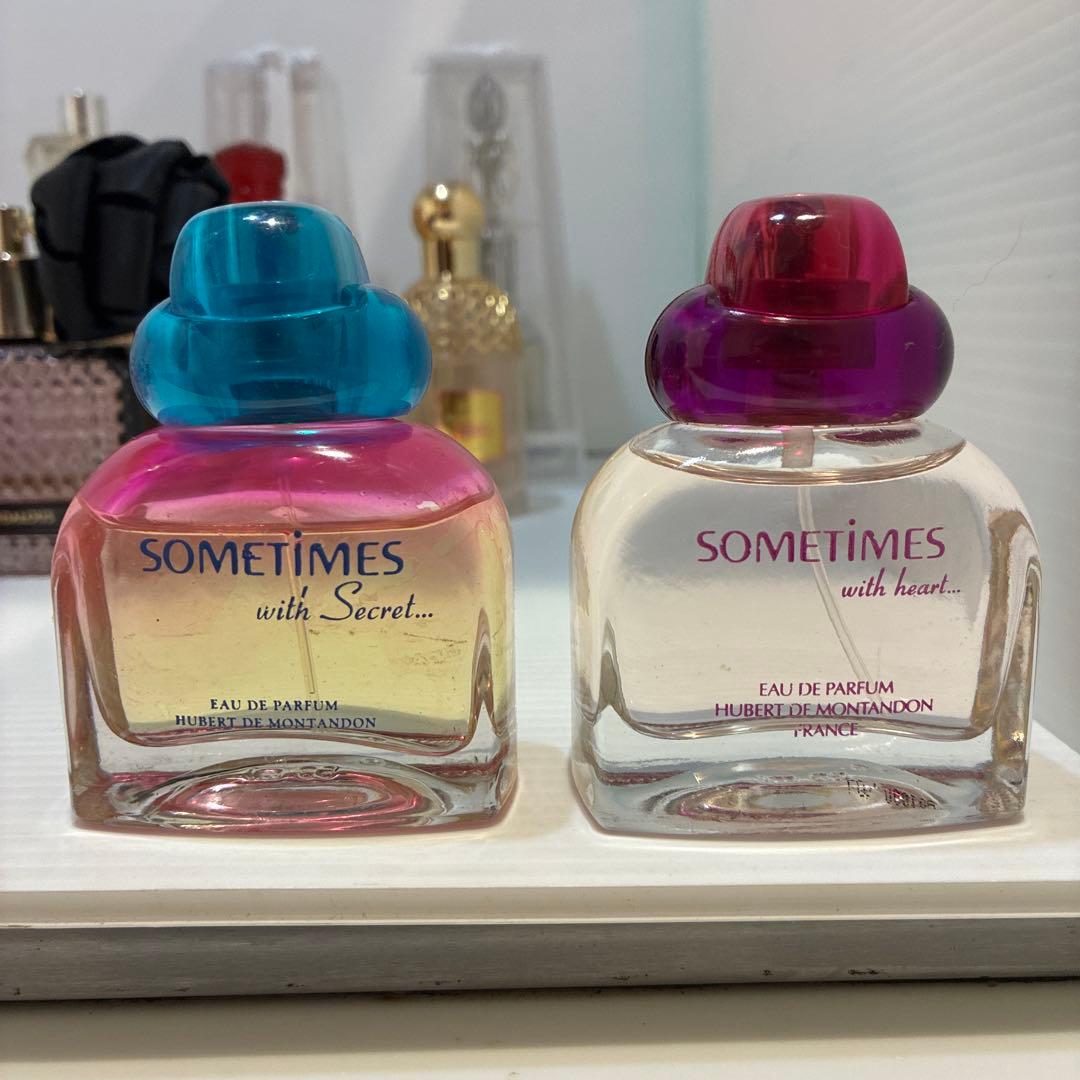 SOMETiMES
with Secret...
EAU DE PARFUM
HUBERT DE MONTANDON
SOMETiMES
with heart...
EAU DE PARFUM
HUBERT DE MONTANDON
FRANCE